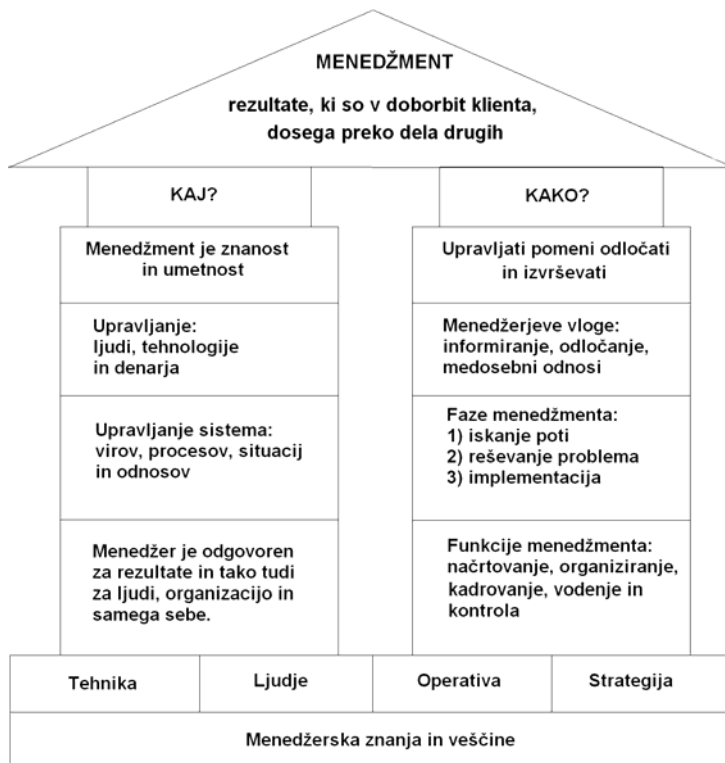 MENEDŽMENT
rezultate, ki so v doborbit klienta,
dosega preko dela drugih
KAJ?
Menedžment je znanost
in umetnost
Upravljanje:
ljudi, tehnologije
in denarja
Upravljanje sistema:
virov, procesov, situacij
in odnosov
Menedžer je odgovoren
za rezultate in tako tudi
za ljudi, organizacijo in
samega sebe.
KAKO?
Upravljati pomeni odločati
in izvrševati
Menedžerjeve vloge:
informiranje, odločanje,
medosebni odnosi
Faze menedžmenta:
1) iskanje poti
2) reševanje problema
3) implementacija
Funkcije menedžmenta:
načrtovanje, organiziranje,
kadrovanje, vodenje in
kontrola
Tehnika
Ljudje
Operativa
Strategija
Menedžerska znanja in veščine